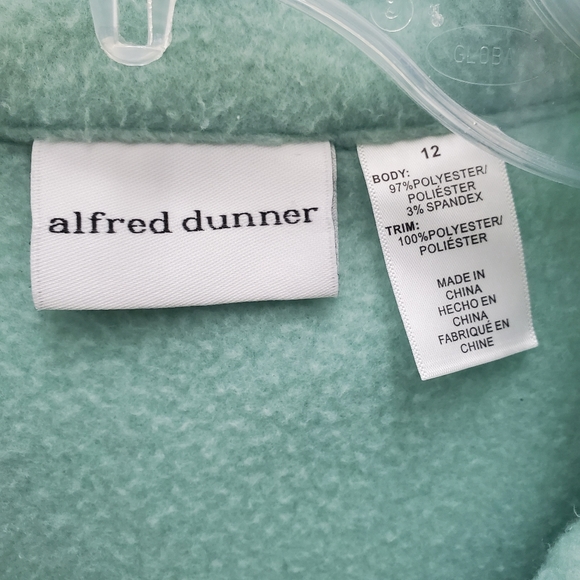 alfred dunner
12
BODY:
97%POLYESTER/
POLIÉSTER
3% SPANDEX
TRIM:
100%POLYESTER/
POLIÉSTER
MADE IN
CHINA
HECHO EN
CHINA
FABRIQUÉ EN
CHINE